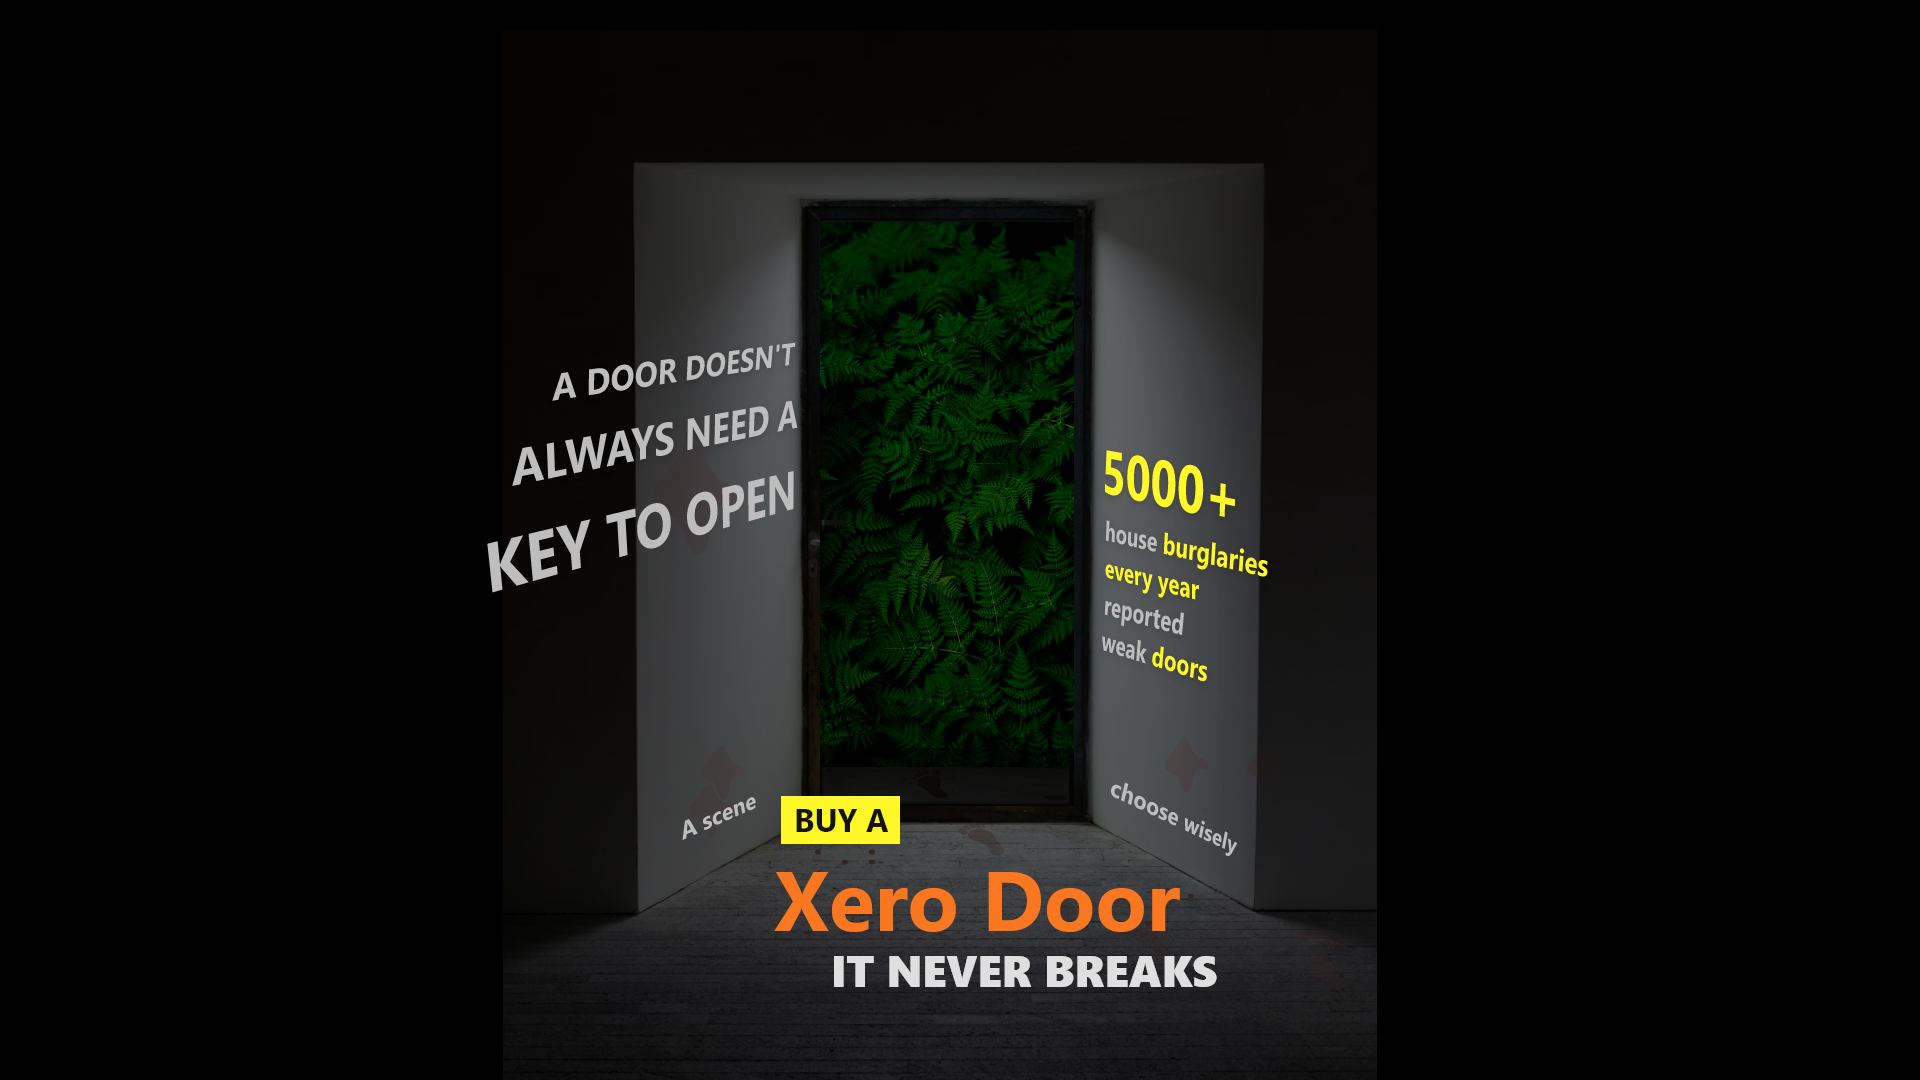 A DOOR DOESN'T
ALWAYS NEED A
KEY TO OPEN
5000+
house burglaries
every year
reported
weak doors
A scene
choose wisely
BUY A
Xero Door
IT NEVER BREAKS